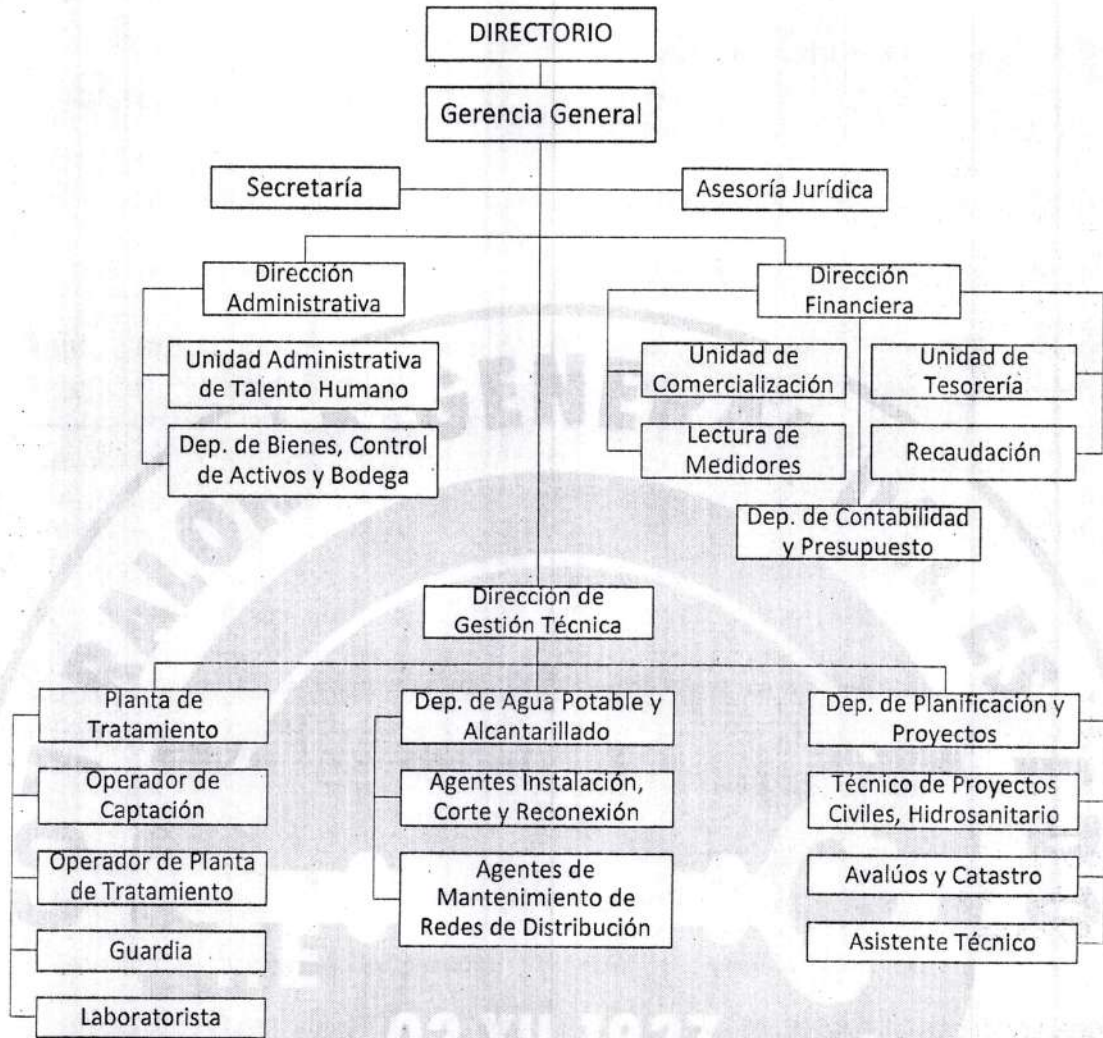 DIRECTORIO
Gerencia General
Secretaría
Asesoría Jurídica
Dirección
Administrativa
Dirección
Financiera
Unidad Administrativa
de Talento Humano
Dep. de Bienes, Control
de Activos y Bodega
Unidad de
Comercialización
Unidad de
Tesorería
Lectura de
Medidores
Recaudación
Dep. de Contabilidad
y Presupuesto
Dirección de
Gestión Técnica
Planta de
Tratamiento
Operador de
Captación
Operador de Planta
de Tratamiento
Guardia
Laboratorista
Dep. de Agua Potable y
Alcantarillado
Agentes Instalación,
Corte y Reconexión
Agentes de
Mantenimiento de
Redes de Distribución
Dep. de Planificación y
Proyectos
Técnico de Proyectos
Civiles, Hidrosanitario
Avalúos y Catastro
Asistente Técnico